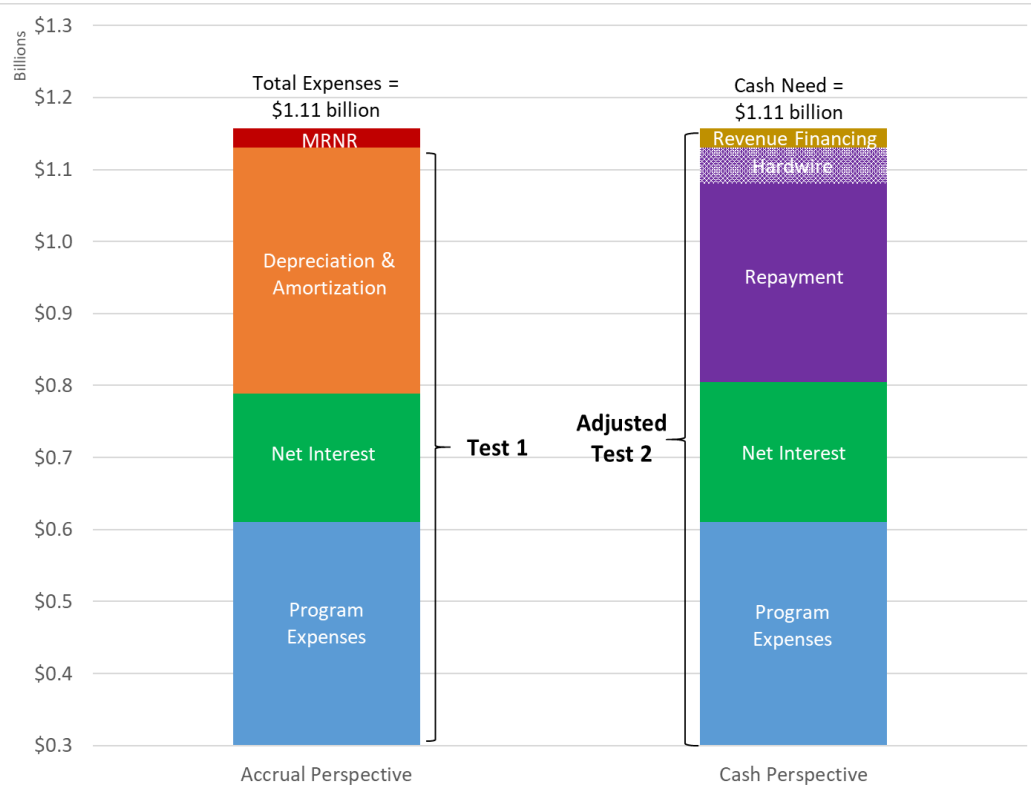 $1.3
Billions
$1.2
$1.1
$1.0
$0.9
$0.8
$0.7
$0.6
$0.5
$0.4
$0.3
Total Expenses =
$1.11 billion
MRNR
Depreciation &
Amortization
Net Interest
Program
Expenses
Test 1
Accrual Perspective
Cash Need =
$1.11 billion
Revenue Financing
Hardwire
Repayment
Adjusted
Test 2
Net Interest
Program
Expenses
Cash Perspective